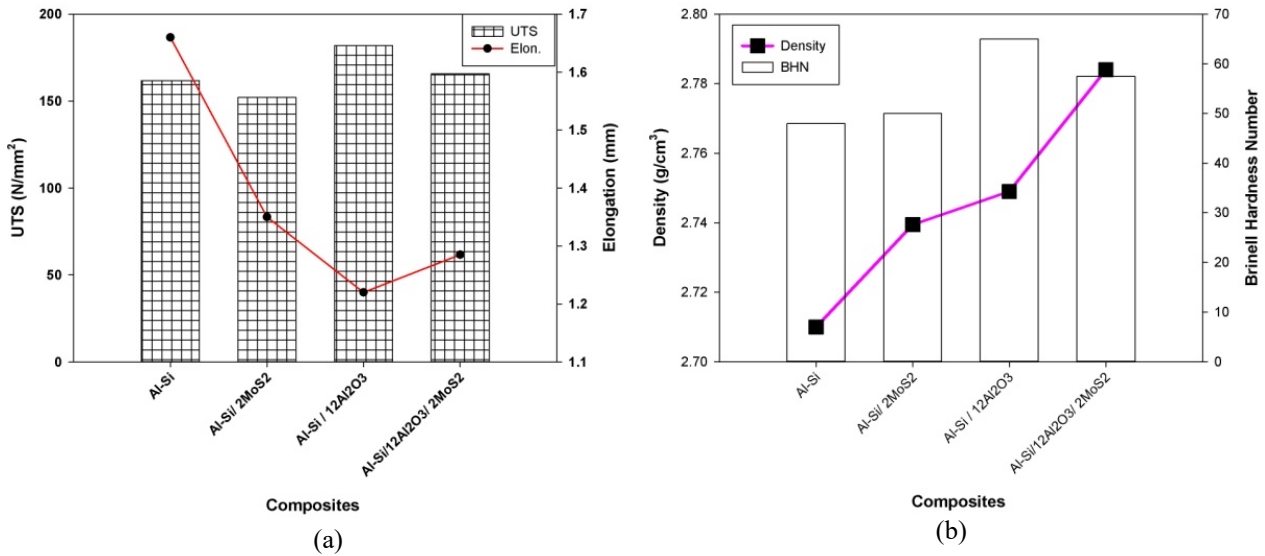 200
150
100
50
0
UTS (N/mm²)
1.7
1.6
1.5
1.4
1.3
1.2
1.1
Elongation (mm)
UTS
Elon.
Al-Si
Al-Si/ 2MoS2
Al-Si / 12Al2O3
Al-Si/12Al2O3/ 2MoS2
Composites
(a)
2.80
2.78
2.76
2.74
2.72
2.70
Density (g/cm³)
70
60
50
40
30
20
10
0
Brinell Hardness Number
Density
BHN
Al-Si
Al-Si/ 2MoS2
Al-Si / 12Al2O3
Al-Si/12Al2O3/ 2MoS2
Composites
(b)